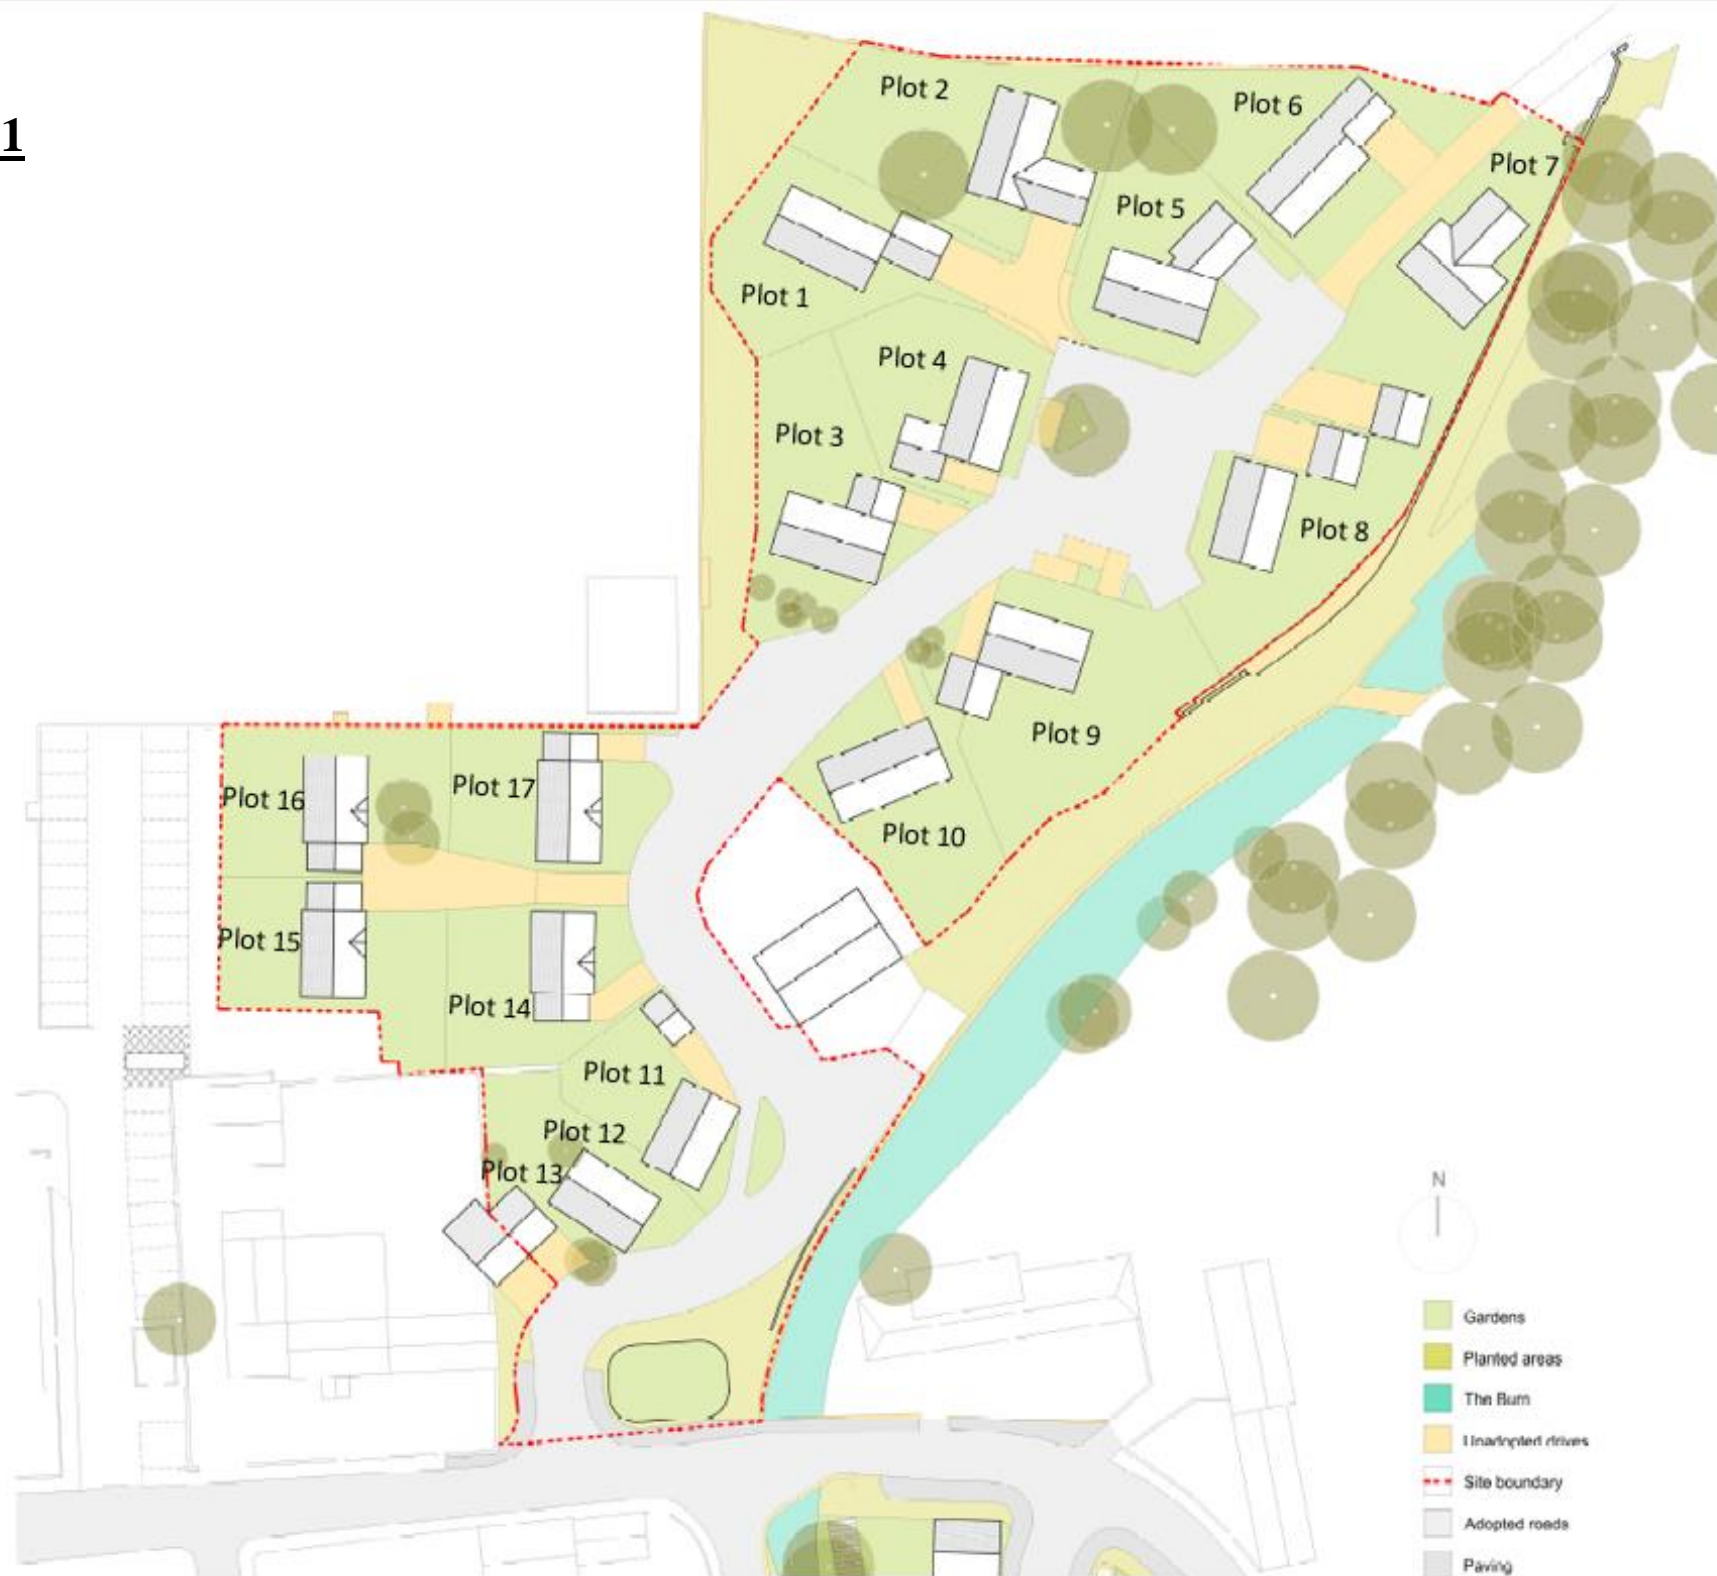 1
Plot 2
Plot 6
Plot 7
Plot 5
Plot 1
Plot 4
Plot 3
Plot 8
Plot 9
Plot 16
Plot 17
Plot 10
Plot 15
Plot 14
Plot 11
Plot 12
Plot 13
N
Gardens
Planted areas
The Burn
Unadopted drives
Site boundary
Adopted roads
Paving